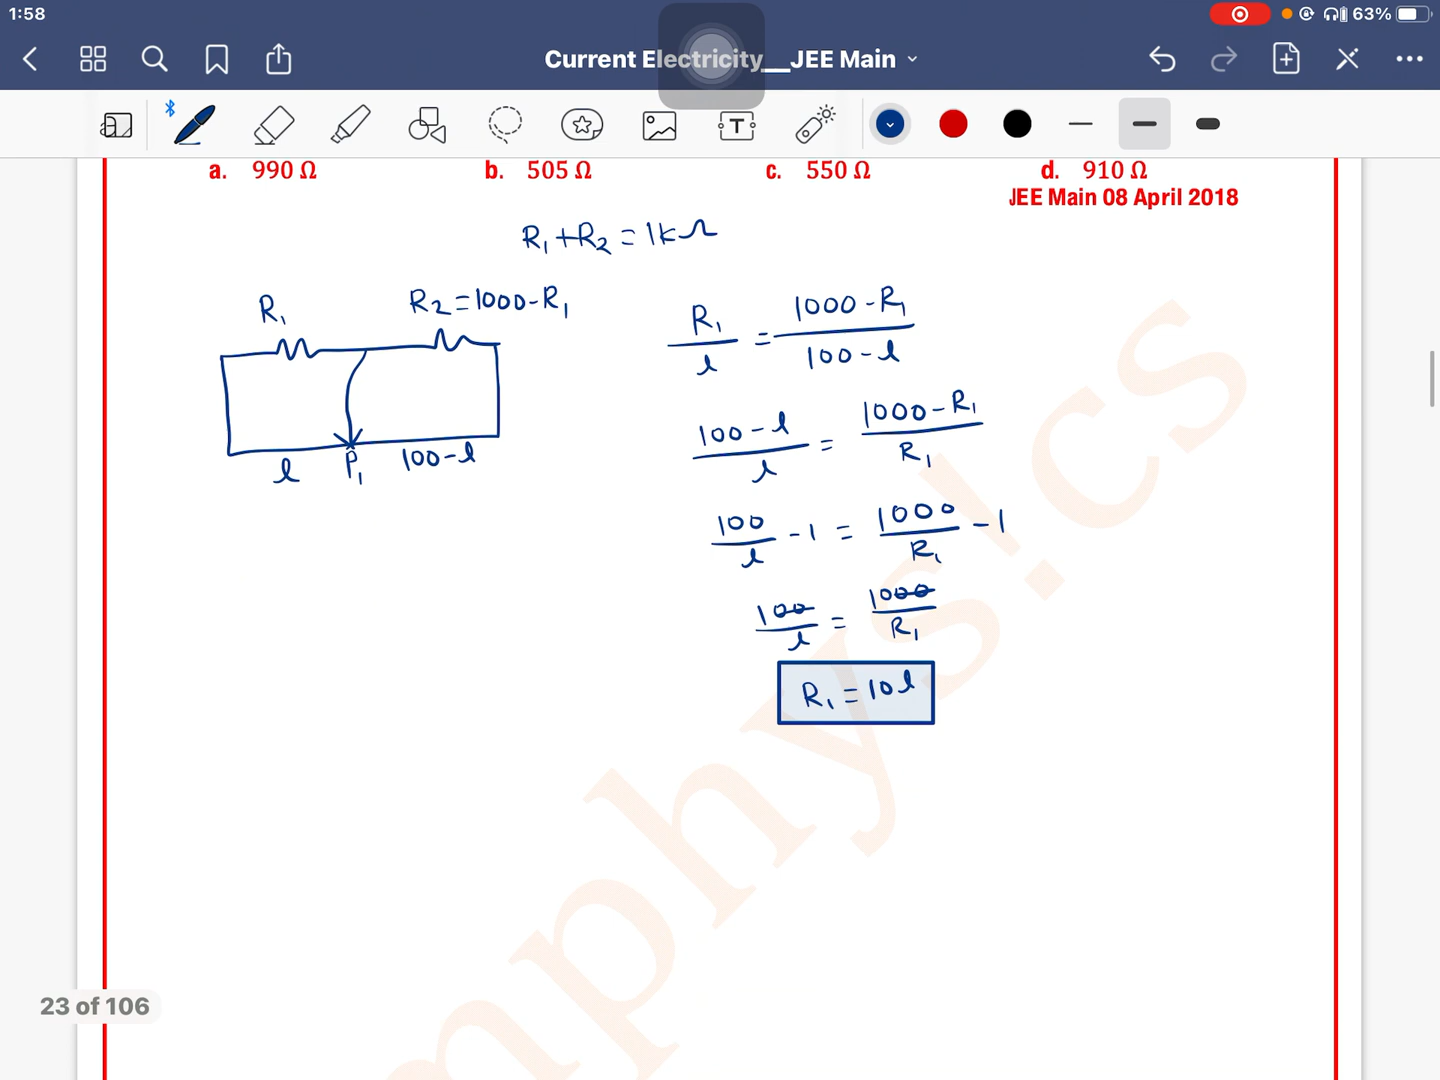 1:58
63%
Current Electricity__JEE Main
a. 990 Ω b. 505 Ω c. 550 Ω d. 910 Ω
JEE Main 08 April 2018
R₁ + R₂ = 1kΩ
R₁
R₂ = 1000 - R₁
l P₁ 100 - l
R₁/l = (1000 - R₁)/(100 - l)
(100 - l)/l = (1000 - R₁)/R₁
100/l - 1 = 1000/R₁ - 1
100/l = 1000/R₁
R₁ = 10l
mphys!cs
23 of 106